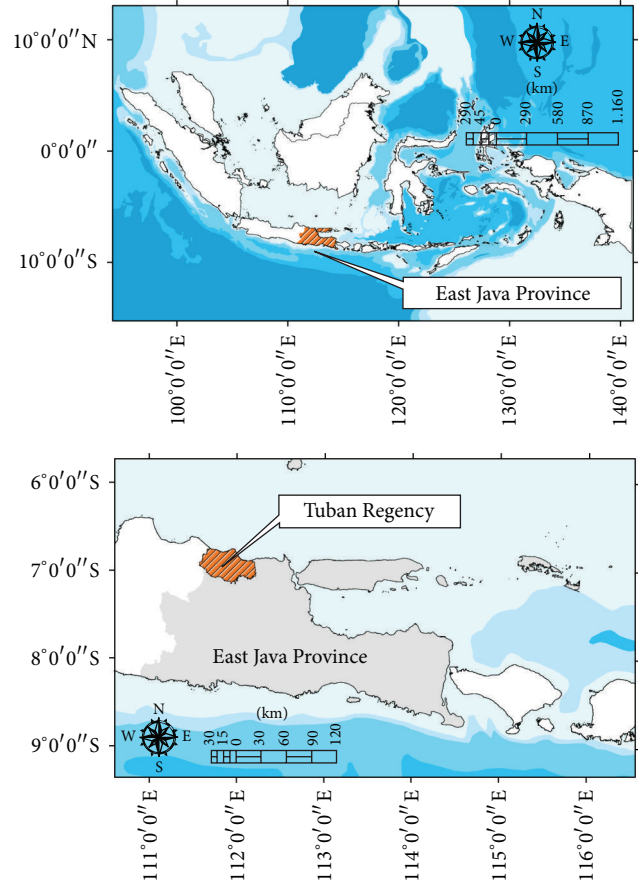 10°0′0″N
0°0′0″
10°0′0″S
N
W E
S
(km)
290
45
0
290
580
870
1.160
East Java Province
100°0′0″E
110°0′0″E
120°0′0″E
130°0′0″E
140°0′0″E
6°0′0″S
7°0′0″S
8°0′0″S
9°0′0″S
Tuban Regency
East Java Province
N
W E
S
(km)
30
15
0
30
60
90
120
111°0′0″E
112°0′0″E
113°0′0″E
114°0′0″E
115°0′0″E
116°0′0″E